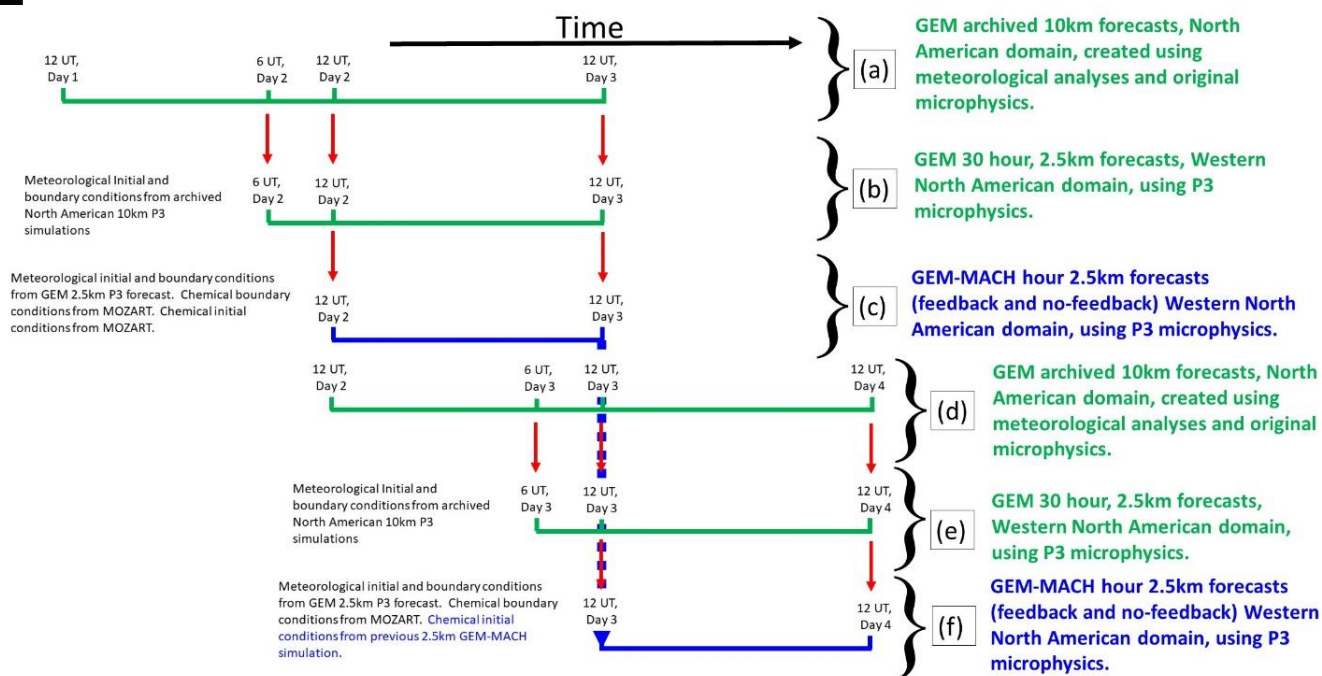 Time
12 UT,
Day 1
6 UT,
Day 2
12 UT,
Day 2
12 UT,
Day 3
(a)
GEM archived 10km forecasts, North
American domain, created using
meteorological analyses and original
microphysics.
Meteorological Initial and
boundary conditions from archived
North American 10km P3
simulations
6 UT,
Day 2
12 UT,
Day 2
12 UT,
Day 3
(b)
GEM 30 hour, 2.5km forecasts, Western
North American domain, using P3
microphysics.
Meteorological initial and boundary conditions
from GEM 2.5km P3 forecast. Chemical boundary
conditions from MOZART. Chemical initial
conditions from MOZART.
12 UT,
Day 2
12 UT,
Day 3
(c)
GEM-MACH hour 2.5km forecasts
(feedback and no-feedback) Western North
American domain, using P3 microphysics.
12 UT,
Day 2
6 UT,
Day 3
12 UT,
Day 3
12 UT,
Day 4
(d)
GEM archived 10km forecasts, North
American domain, created using
meteorological analyses and original
microphysics.
Meteorological Initial and
boundary conditions from archived
North American 10km P3
simulations
6 UT,
Day 3
12 UT,
Day 3
12 UT,
Day 4
(e)
GEM 30 hour, 2.5km forecasts,
Western North American domain,
using P3 microphysics.
Meteorological initial and boundary conditions
from GEM 2.5km P3 forecast. Chemical boundary
conditions from MOZART. Chemical initial
conditions from previous 2.5km GEM-MACH
simulation.
12 UT,
Day 3
12 UT,
Day 4
(f)
GEM-MACH hour 2.5km forecasts
(feedback and no-feedback) Western
North American domain, using P3
microphysics.